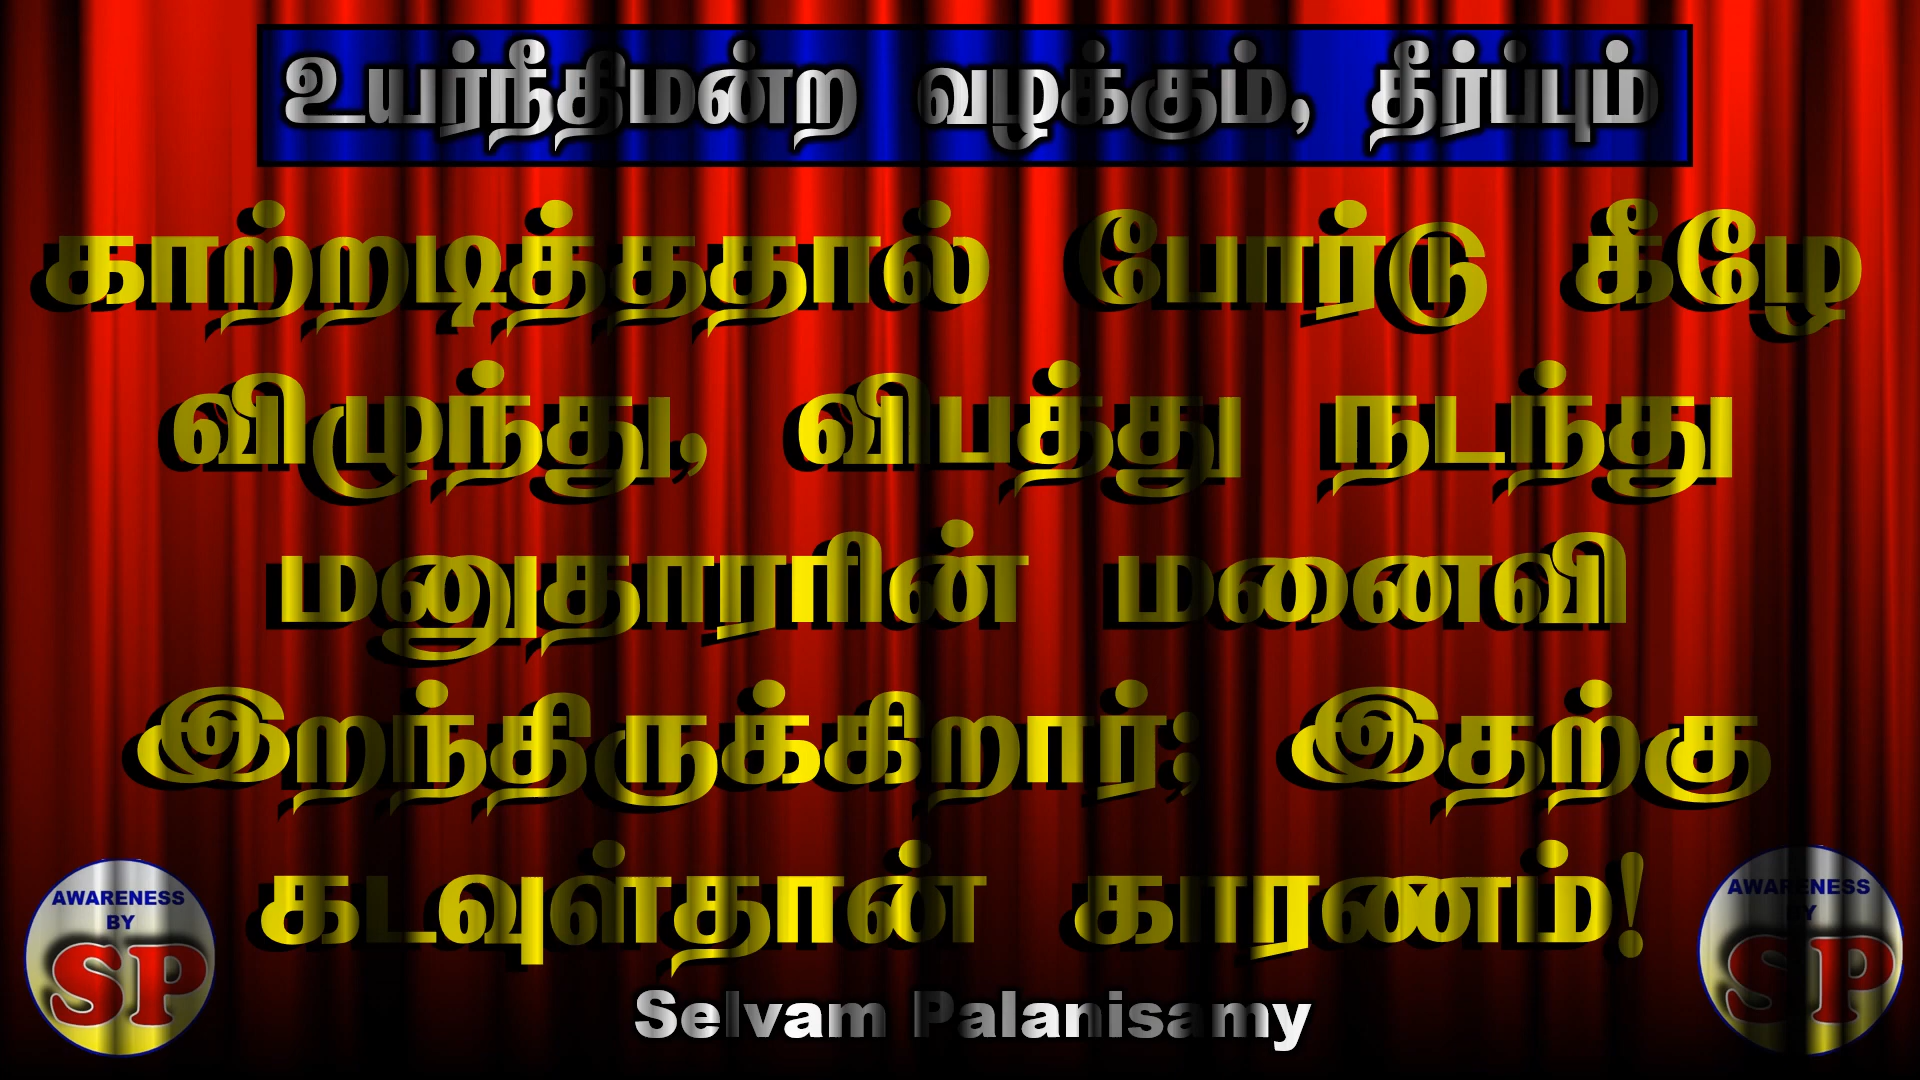 உயர்நீதிமன்ற வழக்கும், தீர்ப்பும்
காற்றடித்ததால் போர்டு கீழே
விழுந்து, விபத்து நடந்து
மனுதாரரின் மனைவி
இறந்திருக்கிறார்; இதற்கு
கடவுள்தான் காரணம்!
AWARENESS
BY
SP
AWARENESS
BY
SP
Selvam Palanisamy